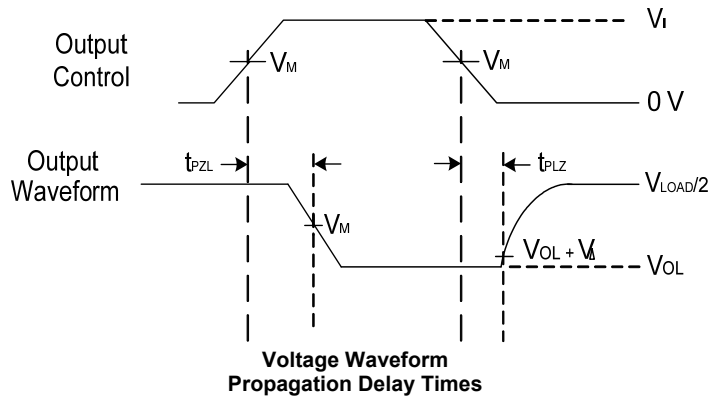 Output
Control
VM
VM
VI
0 V
Output
Waveform
tPZL
tPLZ
VLOAD/2
VM
VOL + VΔ
VOL
Voltage Waveform
Propagation Delay Times